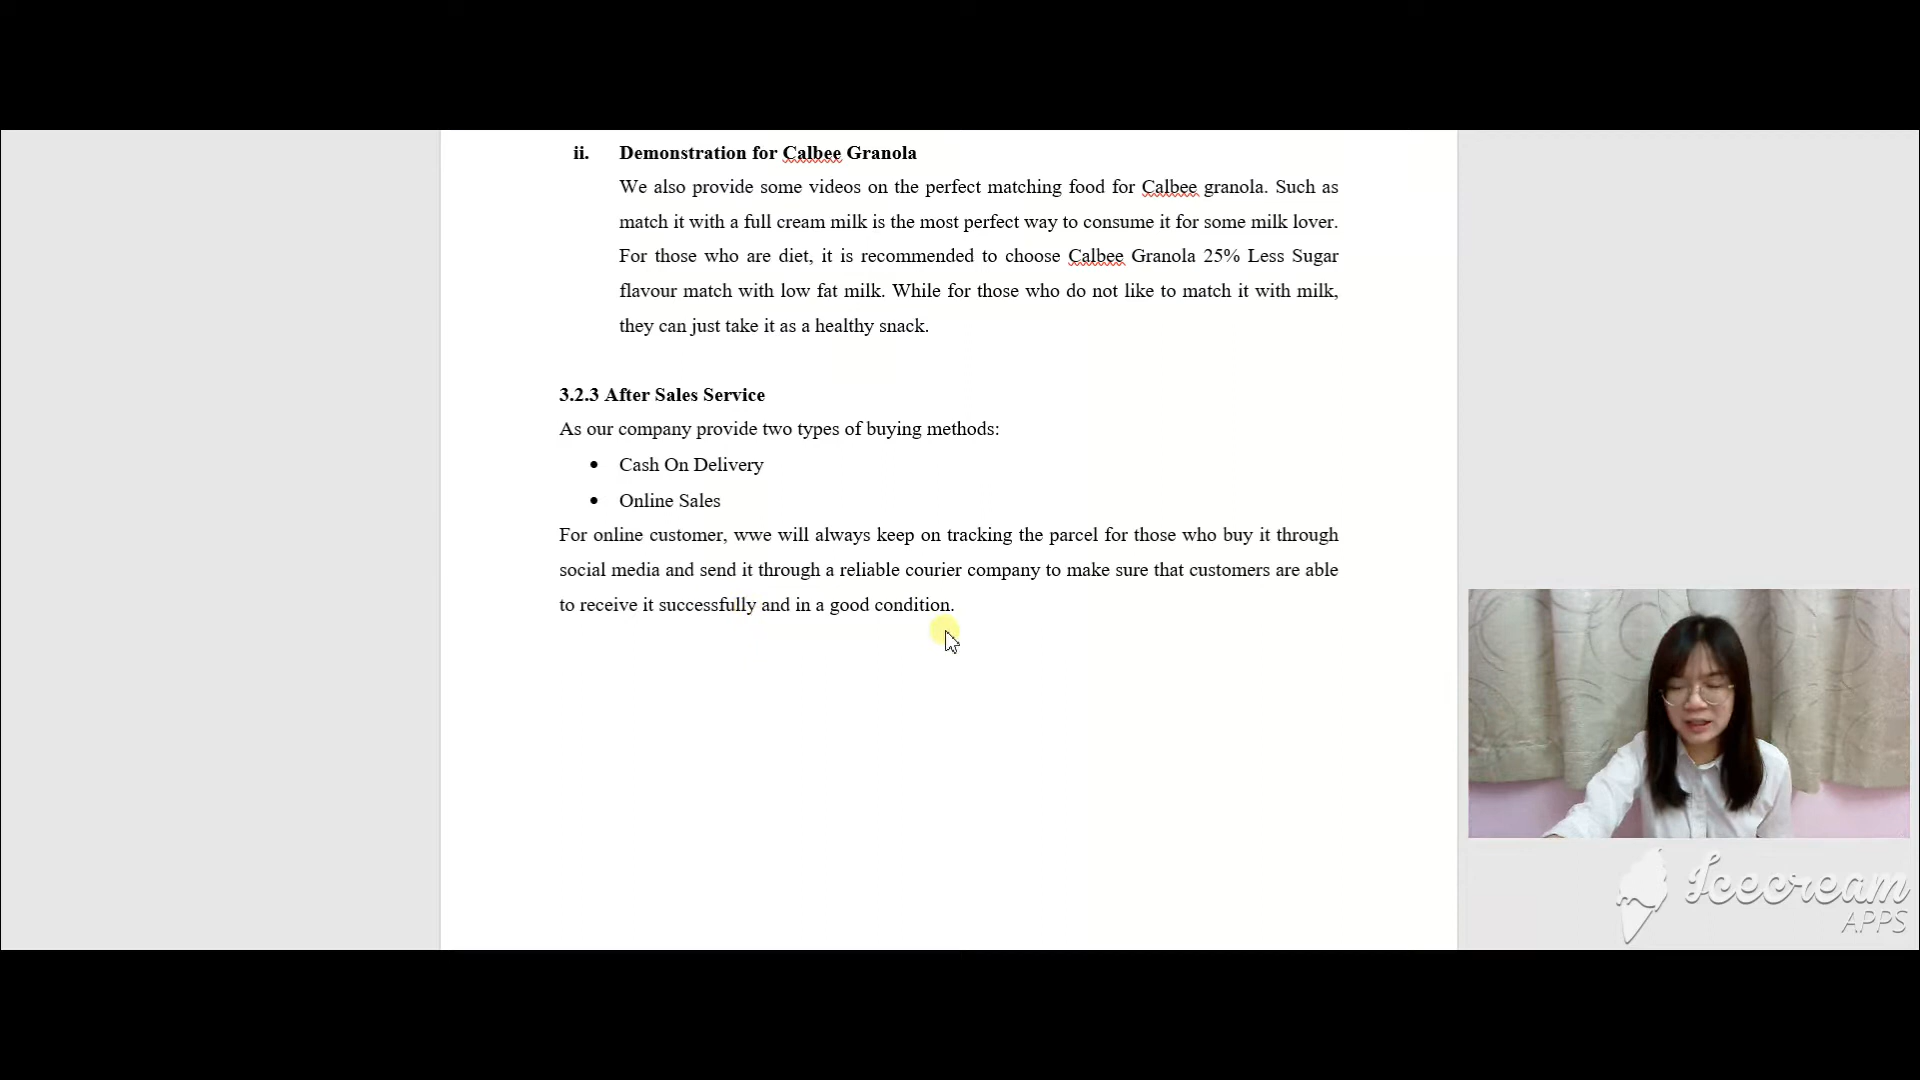 ii. Demonstration for Calbee Granola
We also provide some videos on the perfect matching food for Calbee granola. Such as
match it with a full cream milk is the most perfect way to consume it for some milk lover.
For those who are diet, it is recommended to choose Calbee Granola 25% Less Sugar
flavour match with low fat milk. While for those who do not like to match it with milk,
they can just take it as a healthy snack.
3.2.3 After Sales Service
As our company provide two types of buying methods:
• Cash On Delivery
• Online Sales
For online customer, wwe will always keep on tracking the parcel for those who buy it through
social media and send it through a reliable courier company to make sure that customers are able
to receive it successfully and in a good condition.
Icecream
APPS